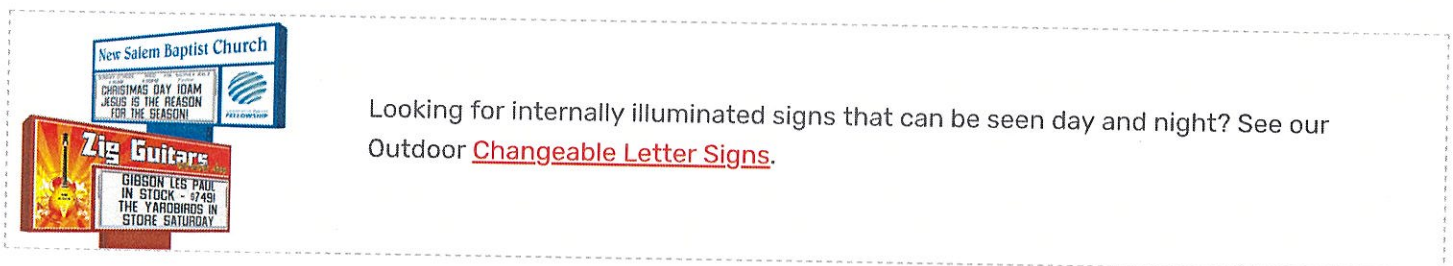 New Salem Baptist Church
CHRISTMAS DAY 10AM
JESUS IS THE REASON
FOR THE SEASON!
FELLOWSHIP
Zig Guitars
GIBSON LES PAUL
IN STOCK - $749!
THE YARDBIRDS IN
STORE SATURDAY
Looking for internally illuminated signs that can be seen day and night? See our
Outdoor Changeable Letter Signs.